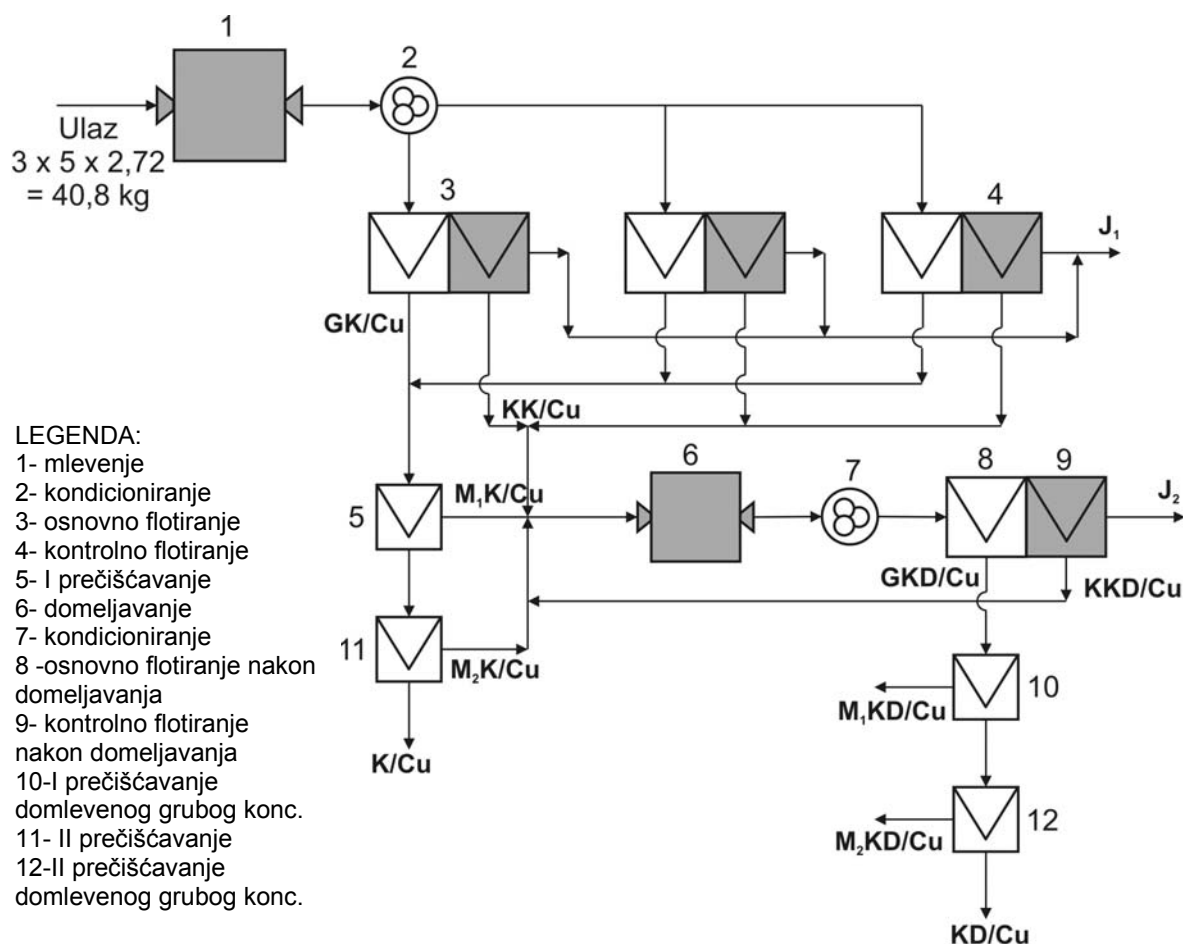 1
2
Ulaz
3 x 5 x 2,72
= 40,8 kg
3
4
J₁
GK/Cu
KK/Cu
LEGENDA:
1- mlevenje
2- kondicioniranje
3- osnovno flotiranje
4- kontrolno flotiranje
5- I prečišćavanje
6- domeljavanje
7- kondicioniranje
8 -osnovno flotiranje nakon
domeljavanja
9- kontrolno flotiranje
nakon domeljavanja
10-I prečišćavanje
domlevenog grubog konc.
11- II prečišćavanje
12-II prečišćavanje
domlevenog grubog konc.
6
7
8
9
5
M₁K/Cu
J₂
GKD/Cu
KKD/Cu
11
M₂K/Cu
10
M₁KD/Cu
K/Cu
12
M₂KD/Cu
KD/Cu